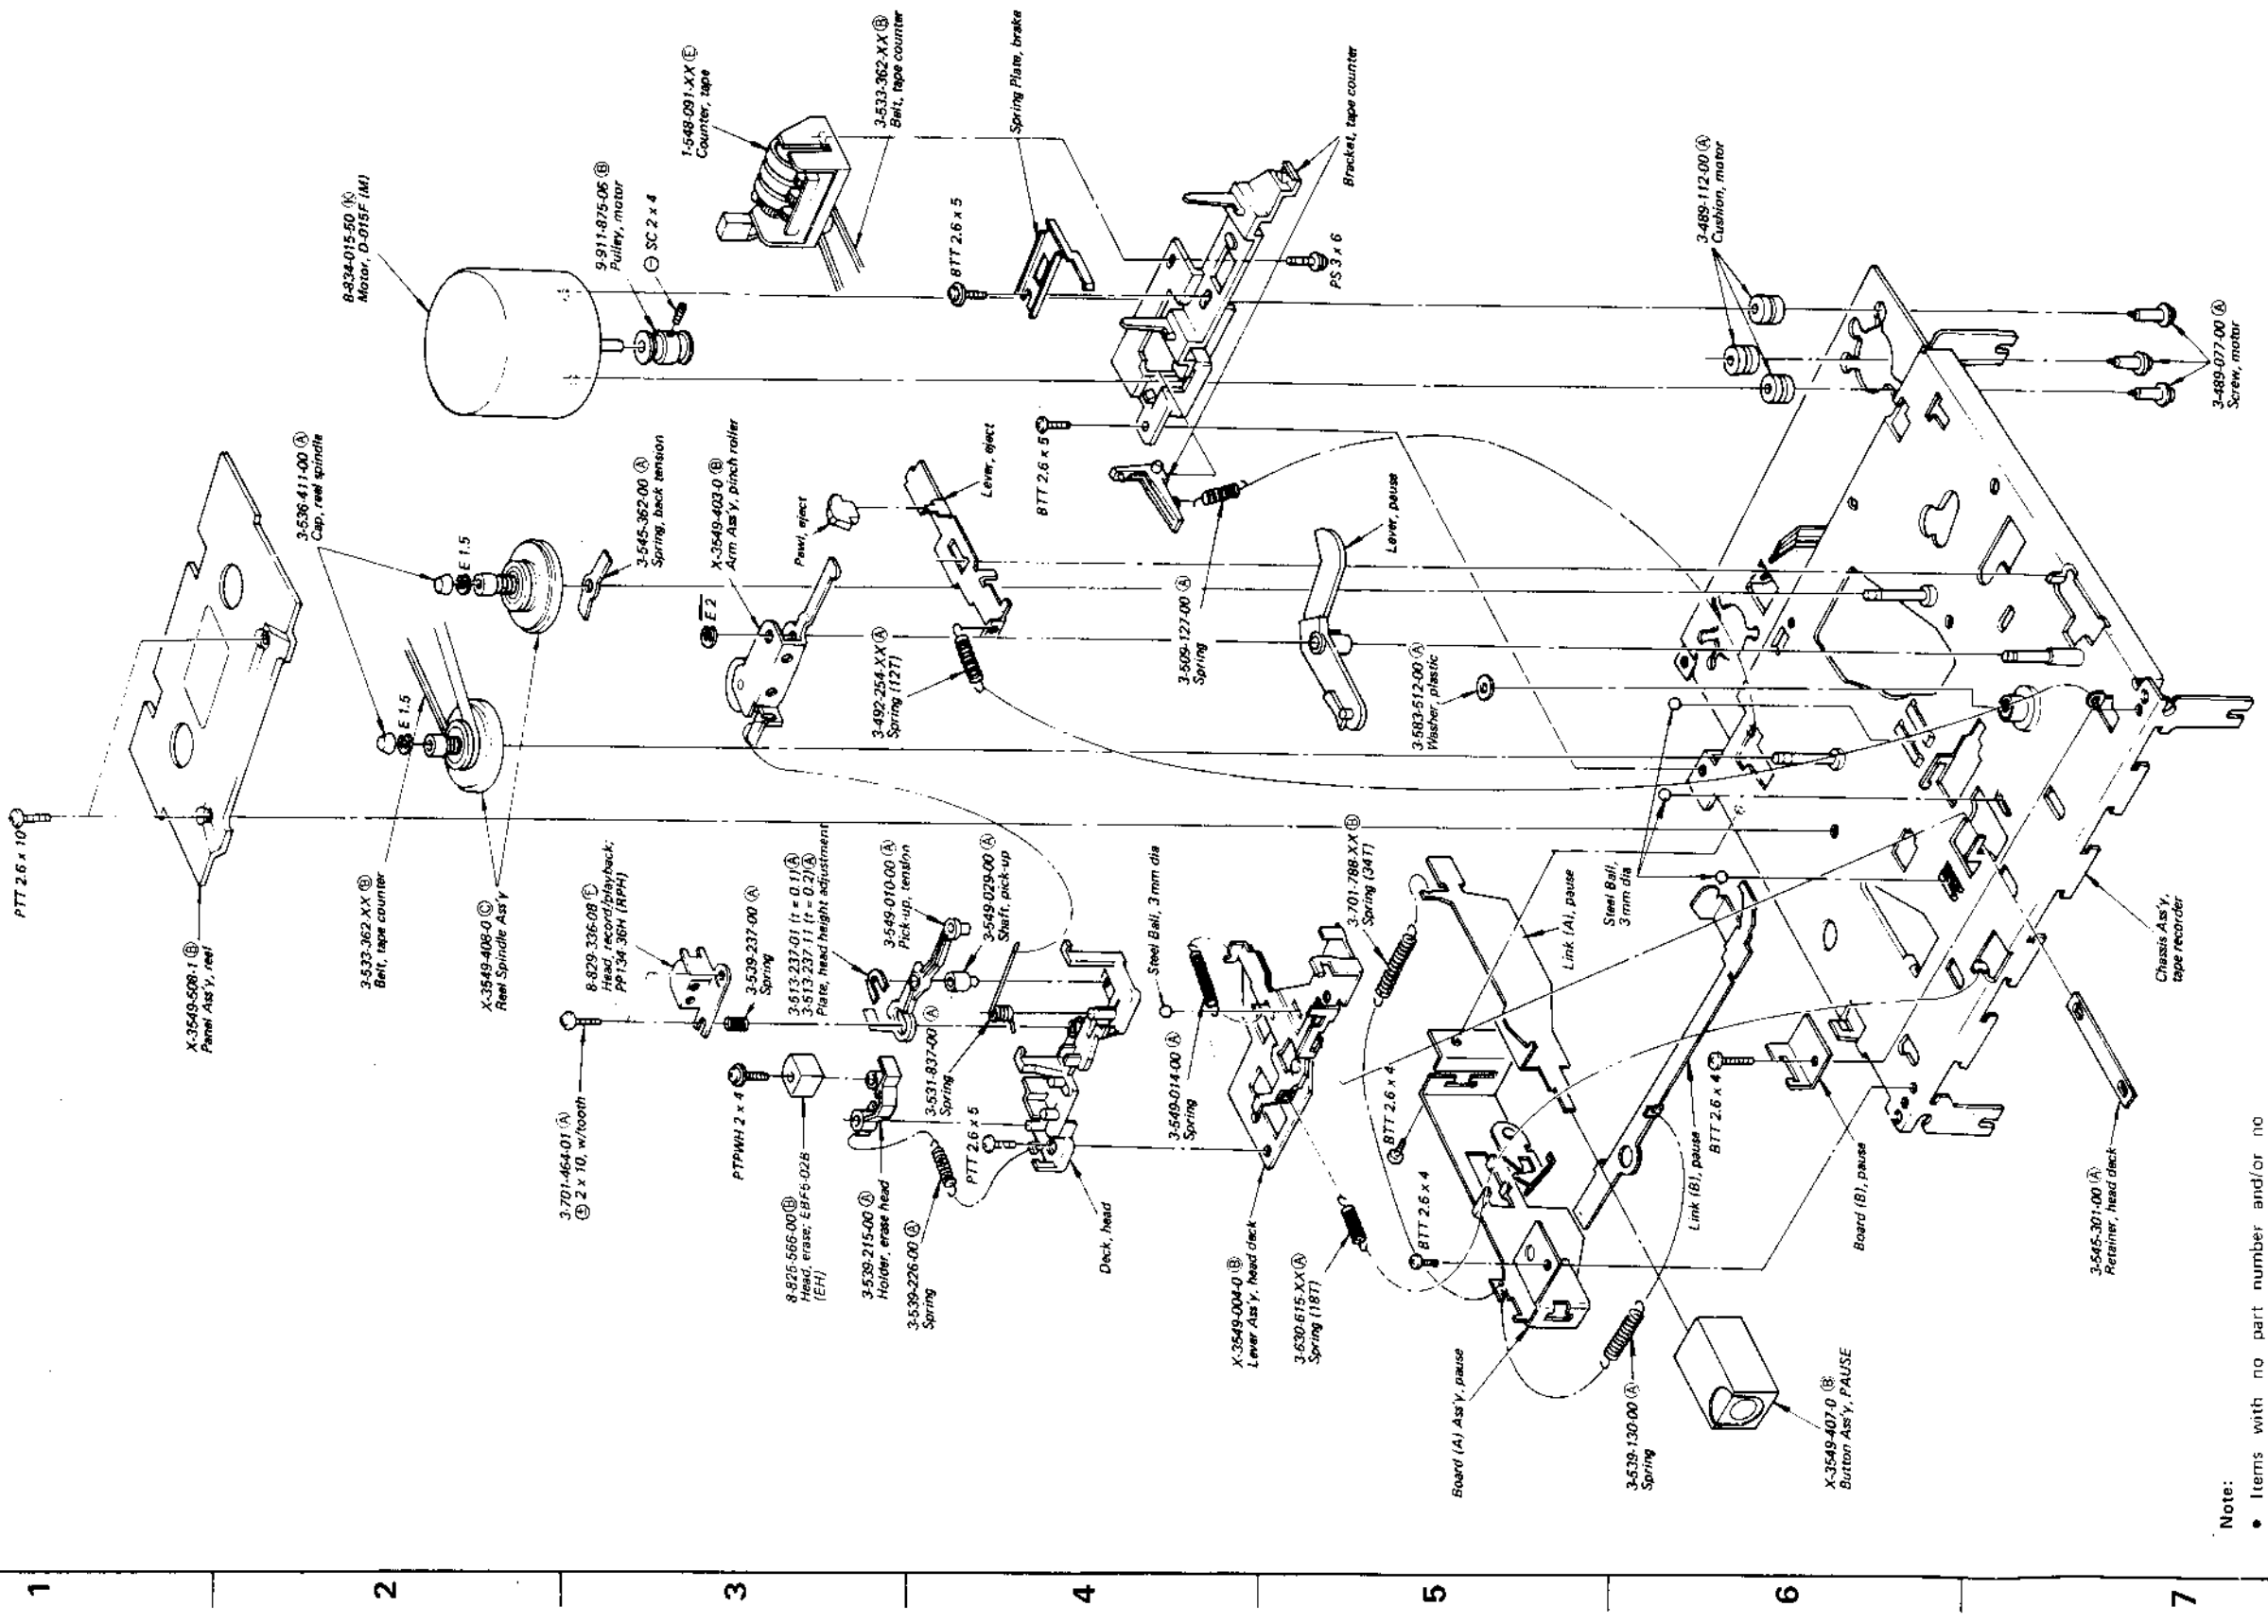 1
2
3
4
5
6
7
PTT 2.6 x 10
X-3549-508-1 Ⓑ
Panel Ass'y, reel
3-536-411-00 Ⓐ
Cap, reel spindle
8-834-015-50 Ⓚ
Motor, D-015F (M)
3-533-362-XX Ⓑ
Belt, tape counter
E 1.5
E 1.5
X-3549-408-0 Ⓒ
Reel Spindle Ass'y
3-545-362-00 Ⓐ
Spring, back tension
9-911-875-06 Ⓑ
Pulley, motor
⊖ SC 2 x 4
1-548-091-XX Ⓔ
Counter, tape
3-533-362-XX Ⓑ
Belt, tape counter
3-701-464-01 Ⓐ
⊕ 2 x 10, w/tooth
8-829-336-08 Ⓕ
Head, record/playback;
PP134-36H (RPH)
3-539-237-00 Ⓐ
Spring
3-513-237-01 (t = 0.1) Ⓐ
3-513-237-11 (t = 0.2) Ⓐ
Plate, head height adjustment
3-549-010-00 Ⓐ
Pick-up, tension
3-549-029-00 Ⓐ
Shaft, pick-up
E 2
X-3549-403-0 Ⓑ
Arm Ass'y, pinch roller
Pawl, eject
Lever, eject
3-492-254-XX Ⓐ
Spring (12T)
PTPWH 2 x 4
8-825-566-00 Ⓑ
Head, erase; EBF5-02B
(EH)
3-539-215-00 Ⓐ
Holder, erase head
3-539-226-00 Ⓐ
Spring
3-531-837-00 Ⓐ
Spring
PTT 2.6 x 5
Deck, head
Steel Ball, 3 mm dia
BTT 2.6 x 5
Spring Plate, brake
BTT 2.6 x 5
Bracket, tape counter
PS 3 x 6
3-509-127-00 Ⓐ
Spring
Lever, pause
3-583-512-00 Ⓐ
Washer, plastic
3-549-014-00 Ⓐ
Spring
X-3549-004-0 Ⓑ
Lever Ass'y, head deck
3-630-615-XX Ⓐ
Spring (18T)
3-701-788-XX Ⓑ
Spring (34T)
Link (A), pause
BTT 2.6 x 4
BTT 2.6 x 4
Board (A) Ass'y, pause
3-539-130-00 Ⓐ
Spring
Steel Ball,
3 mm dia
Link (B), pause
BTT 2.6 x 4
X-3549-407-0 Ⓑ
Button Ass'y, PAUSE
Board (B), pause
3-489-112-00 Ⓐ
Cushion, motor
3-489-077-00 Ⓐ
Screw, motor
Chassis Ass'y,
tape recorder
3-545-301-00 Ⓐ
Retainer, head deck
Note:
• Items with no part number and/or no